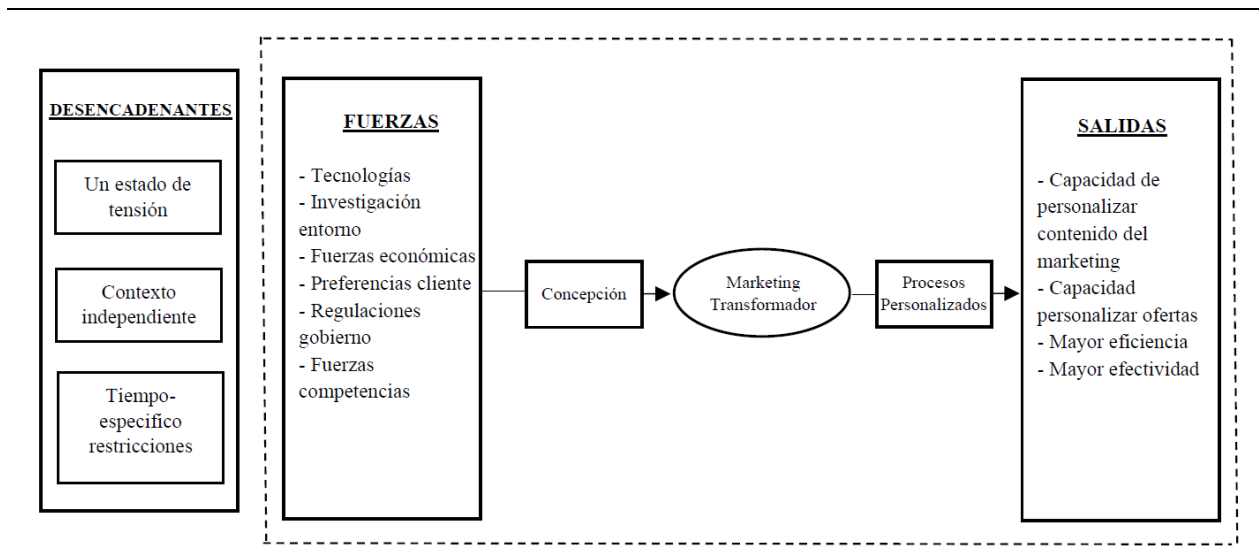 DESENCADENANTES
Un estado de
tensión
Contexto
independiente
Tiempo-
especifico
restricciones
FUERZAS
- Tecnologías
- Investigación
entorno
- Fuerzas económicas
- Preferencias cliente
- Regulaciones
gobierno
- Fuerzas
competencias
Concepción
Marketing
Transformador
Procesos
Personalizados
SALIDAS
- Capacidad de
personalizar
contenido del
marketing
- Capacidad
personalizar ofertas
- Mayor eficiencia
- Mayor efectividad